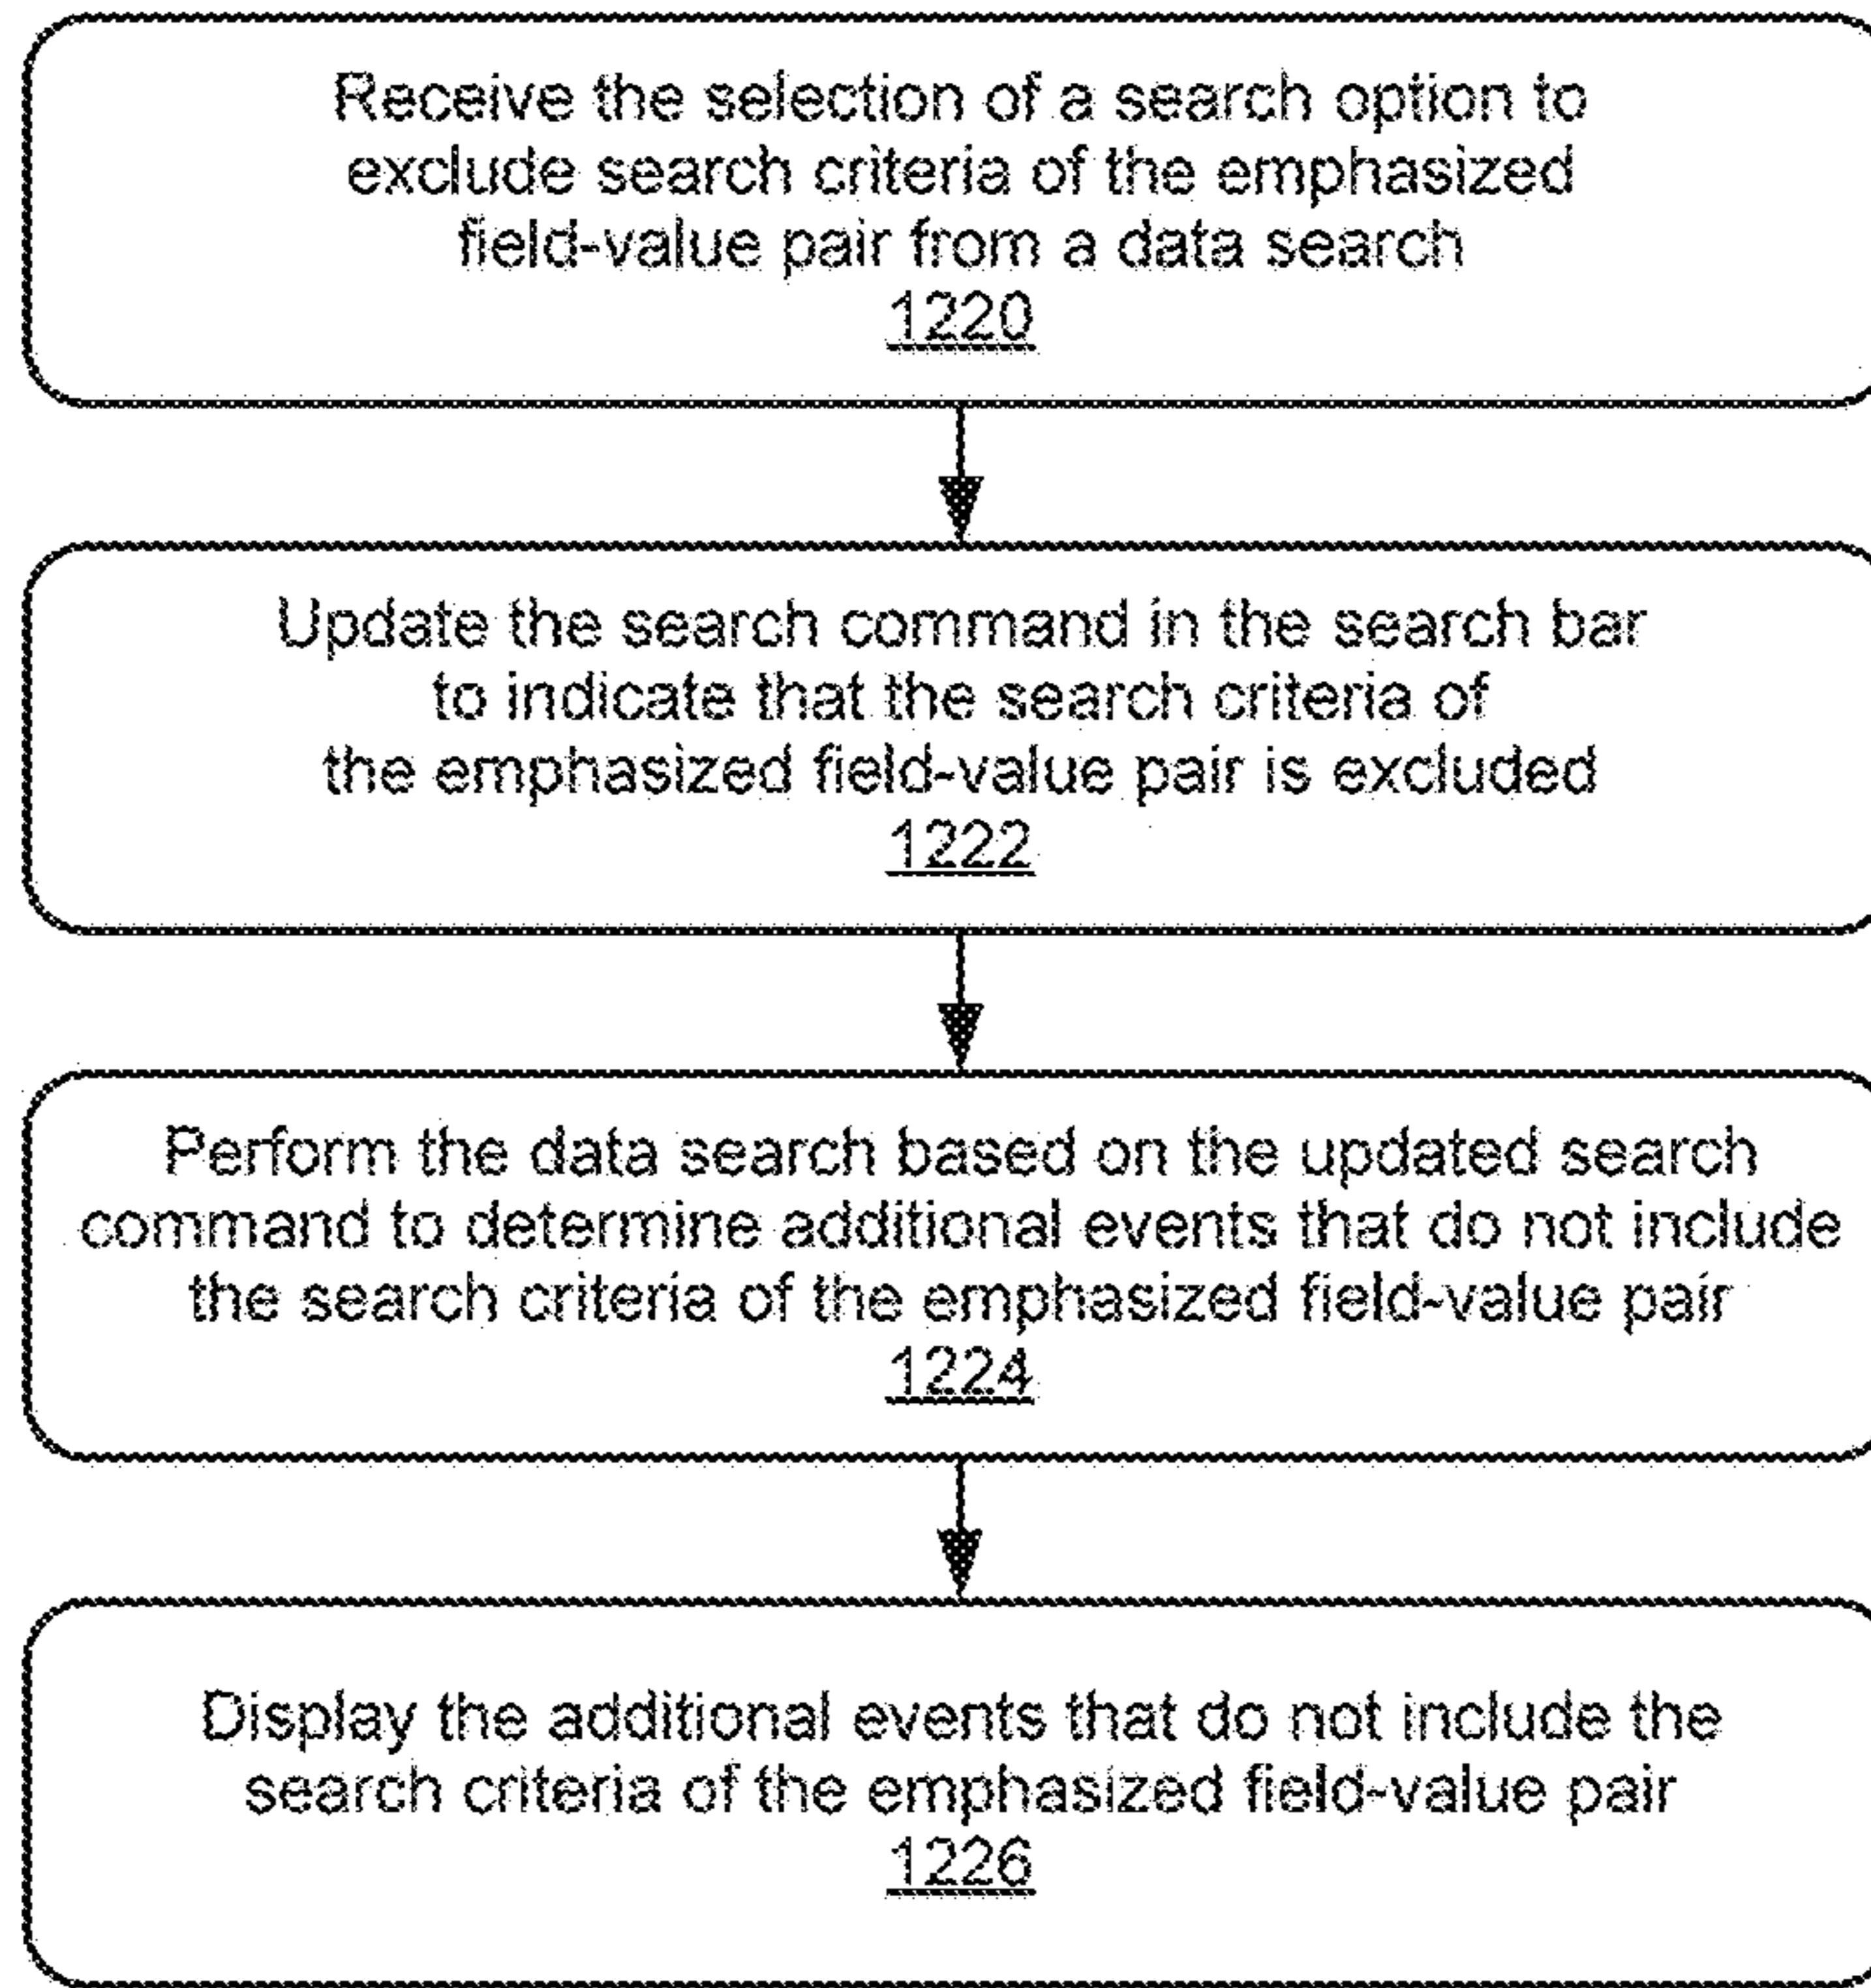 Receive the selection of a search option to
exclude search criteria of the emphasized
field-value pair from a data search
1220
Update the search command in the search bar
to indicate that the search criteria of
the emphasized field-value pair is excluded
1222
Perform the data search based on the updated search
command to determine additional events that do not include
the search criteria of the emphasized field-value pair
1224
Display the additional events that do not include the
search criteria of the emphasized field-value pair
1226